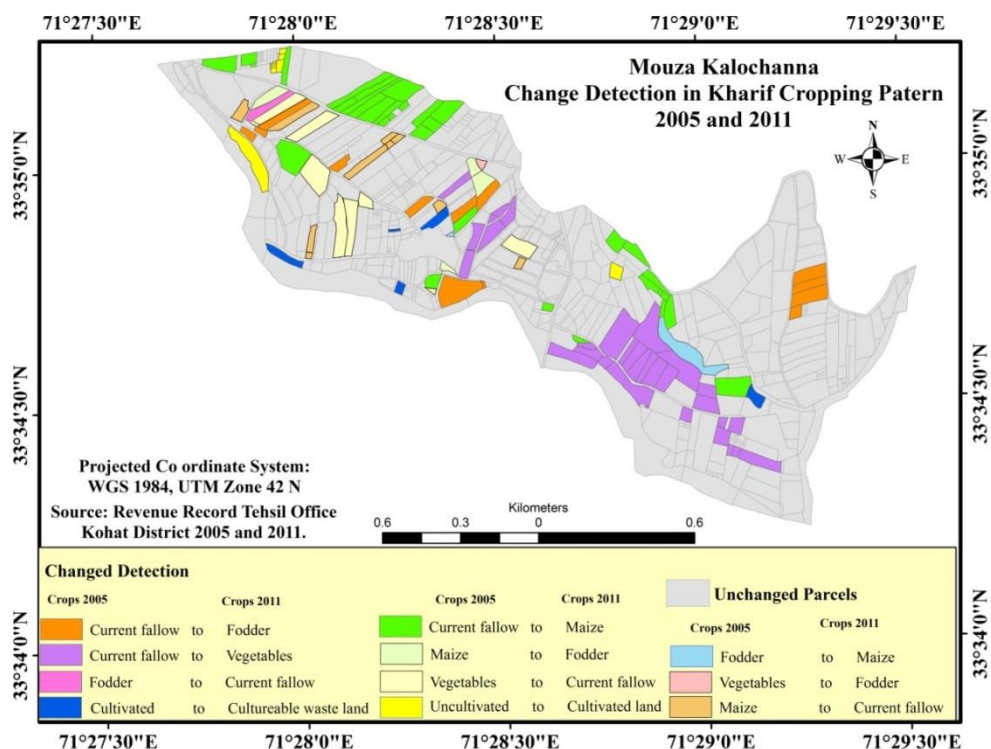 71°27'30"E 71°28'0"E 71°28'30"E 71°29'0"E 71°29'30"E
Mouza Kalochanna
Change Detection in Kharif Cropping Patern
2005 and 2011
N
W E
S
33°35'0"N 33°35'0"N
33°34'30"N 33°34'30"N
33°34'0"N 33°34'0"N
Projected Co ordinate System:
WGS 1984, UTM Zone 42 N
Source: Revenue Record Tehsil Office
Kohat District 2005 and 2011.
Kilometers
0.6 0.3 0 0.6
Changed Detection
Crops 2005 Crops 2011
Current fallow to Fodder
Current fallow to Vegetables
Fodder to Current fallow
Cultivated to Cultureable waste land
Crops 2005 Crops 2011
Current fallow to Maize
Maize to Fodder
Vegetables to Current fallow
Uncultivated to Cultivated land
Unchanged Parcels
Crops 2005 Crops 2011
Fodder to Maize
Vegetables to Fodder
Maize to Current fallow
71°27'30"E 71°28'0"E 71°28'30"E 71°29'0"E 71°29'30"E